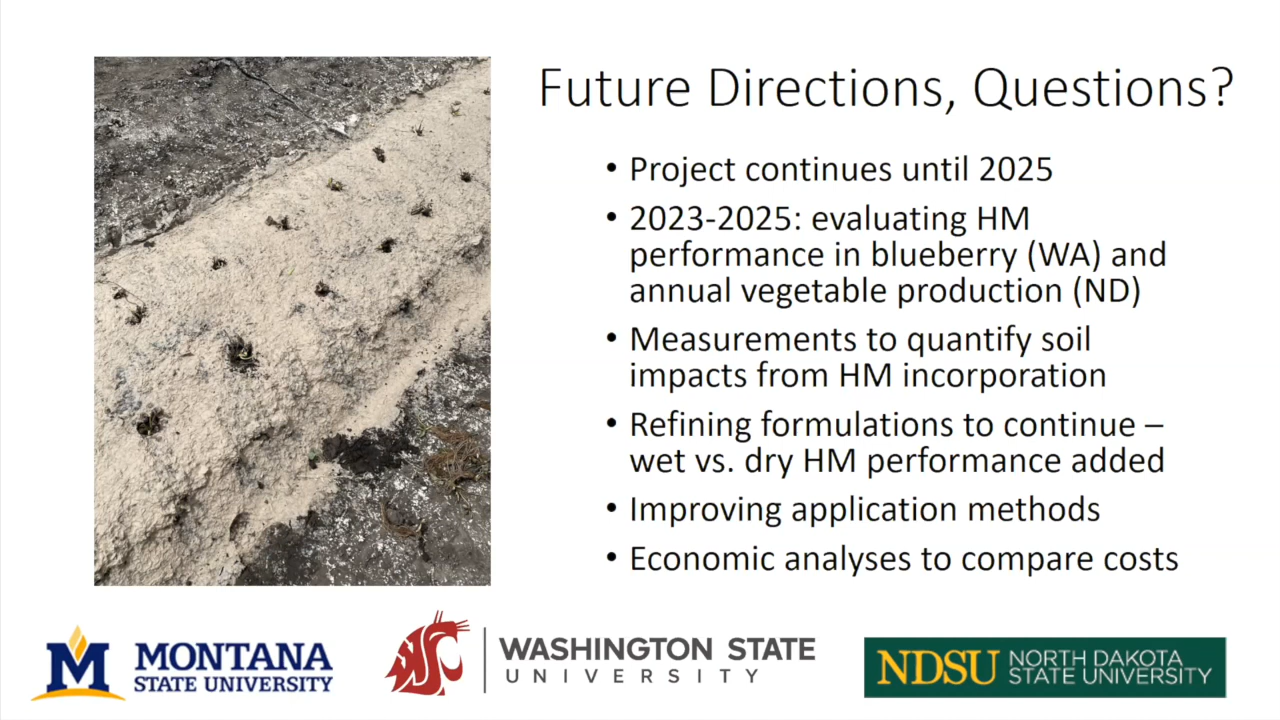 Future Directions, Questions?
• Project continues until 2025
• 2023-2025: evaluating HM
performance in blueberry (WA) and
annual vegetable production (ND)
• Measurements to quantify soil
impacts from HM incorporation
• Refining formulations to continue –
wet vs. dry HM performance added
• Improving application methods
• Economic analyses to compare costs
M MONTANA
STATE UNIVERSITY
WASHINGTON STATE
UNIVERSITY
NDSU NORTH DAKOTA
STATE UNIVERSITY